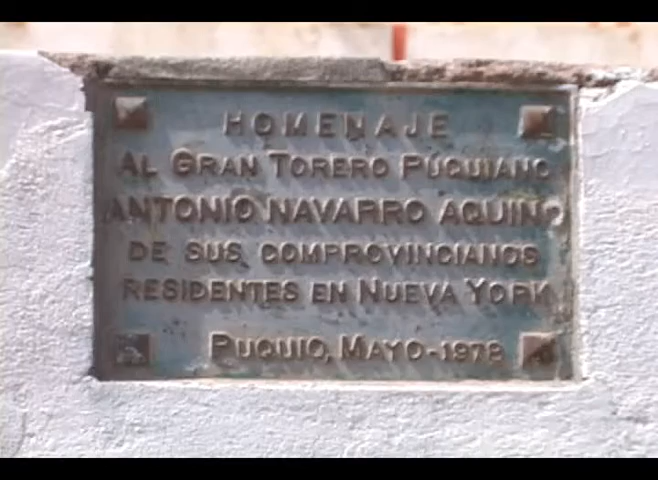 HOMENAJE
AL GRAN TORERO PUQUIANO
ANTONIO NAVARRO AQUINO
DE SUS COMPROVINCIANOS
RESIDENTES EN NUEVA YORK
PUQUIO, MAYO-1978